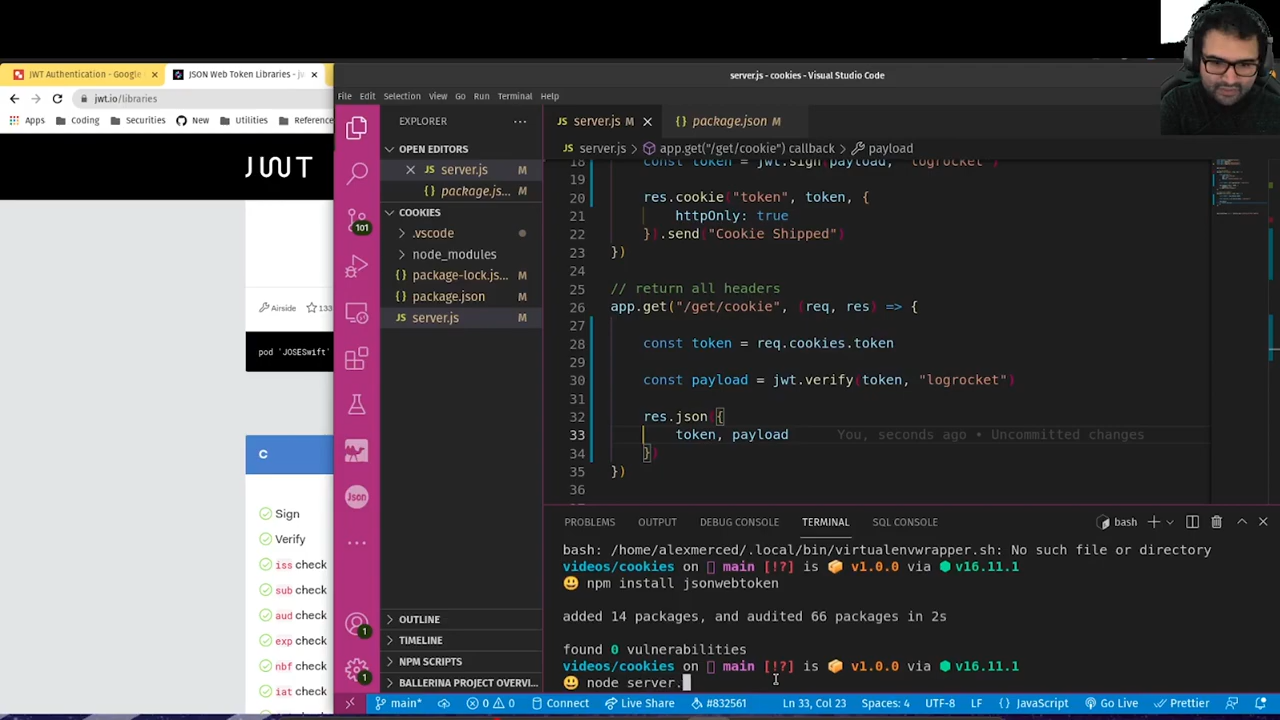 JWT Authentication - Google
JSON Web Token Libraries - jw
jwt.io/libraries
Apps
Coding
Securities
New
Utilities
Reference
JWT
Airside
133
pod `JOSESwift`
C
Sign
Verify
iss check
sub check
aud check
exp check
nbf check
iat check
server.js - cookies - Visual Studio Code
File Edit Selection View Go Run Terminal Help
EXPLORER
OPEN EDITORS
server.js M
package.js... M
COOKIES
.vscode
node_modules
package-lock.js... M
package.json M
server.js M
OUTLINE
TIMELINE
NPM SCRIPTS
BALLERINA PROJECT OVERVI...
101
Json
1
1
server.js M
package.json M
server.js > app.get("/get/cookie") callback > payload
18 const token = jwt.sign(payload, "logrocket")
19
20 res.cookie("token", token, {
21 httpOnly: true
22 }).send("Cookie Shipped")
23 })
24
25 // return all headers
26 app.get("/get/cookie", (req, res) => {
27
28 const token = req.cookies.token
29
30 const payload = jwt.verify(token, "logrocket")
31
32 res.json({
33 token, payload You, seconds ago • Uncommitted changes
34 })
35 })
36
PROBLEMS OUTPUT DEBUG CONSOLE TERMINAL SQL CONSOLE
bash
bash: /home/alexmerced/.local/bin/virtualenvwrapper.sh: No such file or directory
videos/cookies on main [!?] is v1.0.0 via v16.11.1
npm install jsonwebtoken
added 14 packages, and audited 66 packages in 2s
found 0 vulnerabilities
videos/cookies on main [!?] is v1.0.0 via v16.11.1
node server.
main* 0 0 Connect Live Share #832561 Ln 33, Col 23 Spaces: 4 UTF-8 LF JavaScript Go Live Prettier